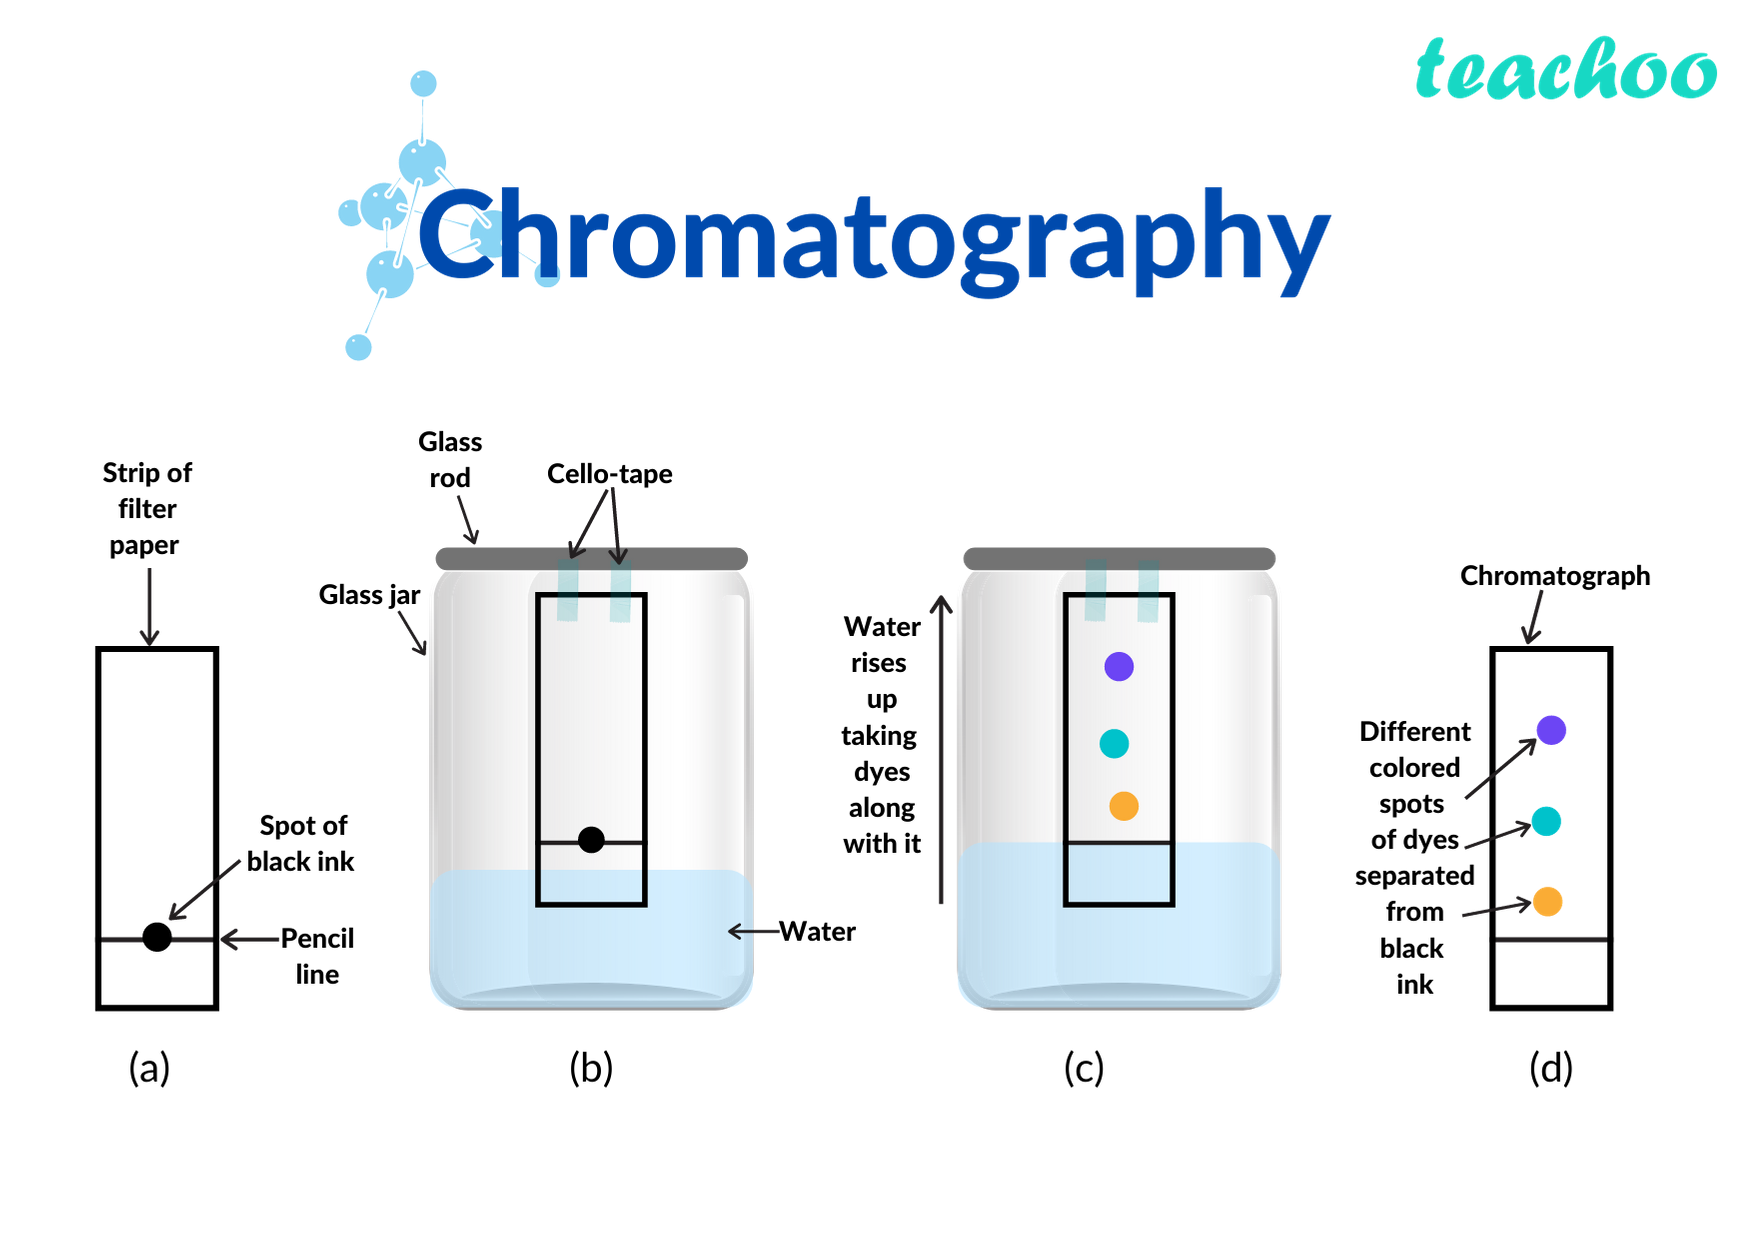 teachoo
Chromatography
Strip of
filter
paper
Spot of
black ink
Pencil
line
(a)
Glass
rod
Cello-tape
Glass jar
Water
(b)
Water
rises
up
taking
dyes
along
with it
(c)
Chromatograph
Different
colored
spots
of dyes
separated
from
black
ink
(d)